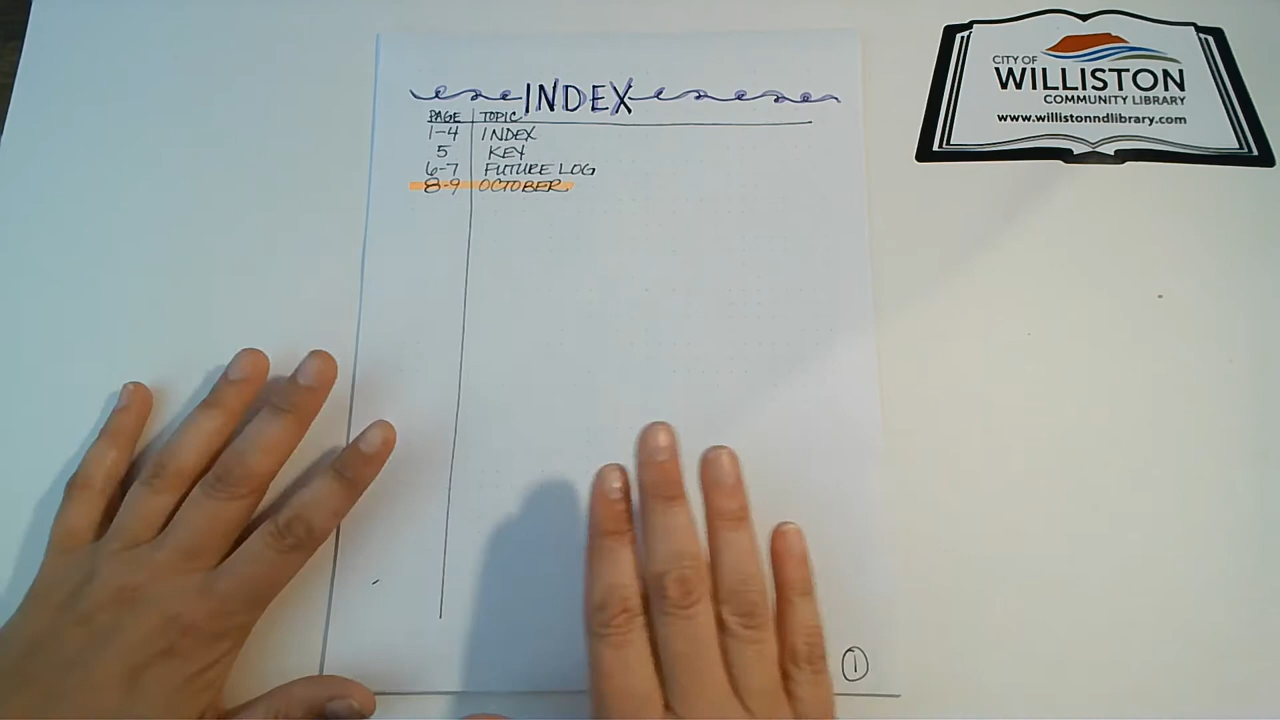 INDEX
PAGE TOPIC
1-4 INDEX
5 KEY
6-7 FUTURE LOG
8-9 OCTOBER
1
CITY OF
WILLISTON
COMMUNITY LIBRARY
www.willistonndlibrary.com